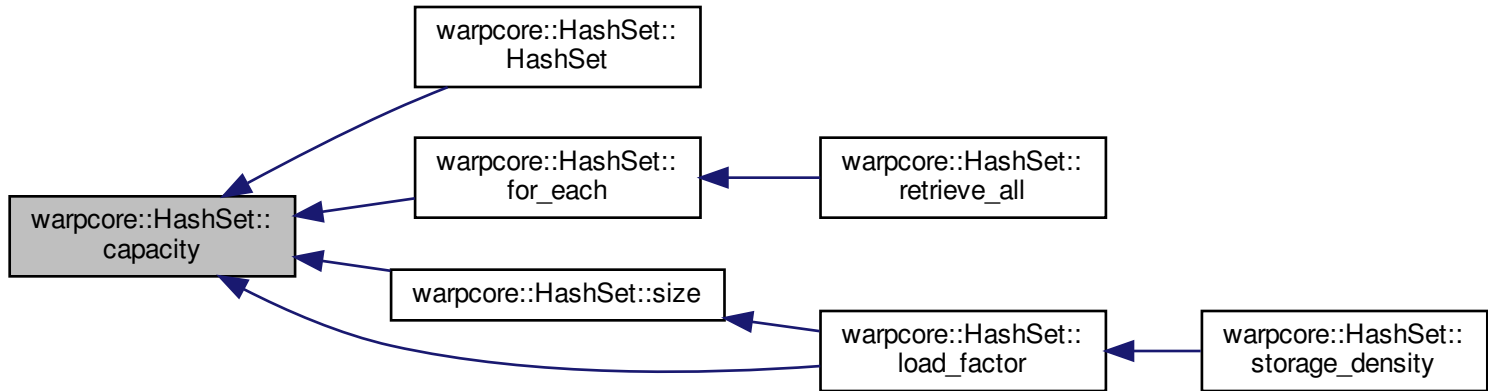 warpcore::HashSet::
HashSet
warpcore::HashSet::
for_each
warpcore::HashSet::
retrieve_all
warpcore::HashSet::
capacity
warpcore::HashSet::size
warpcore::HashSet::
load_factor
warpcore::HashSet::
storage_density